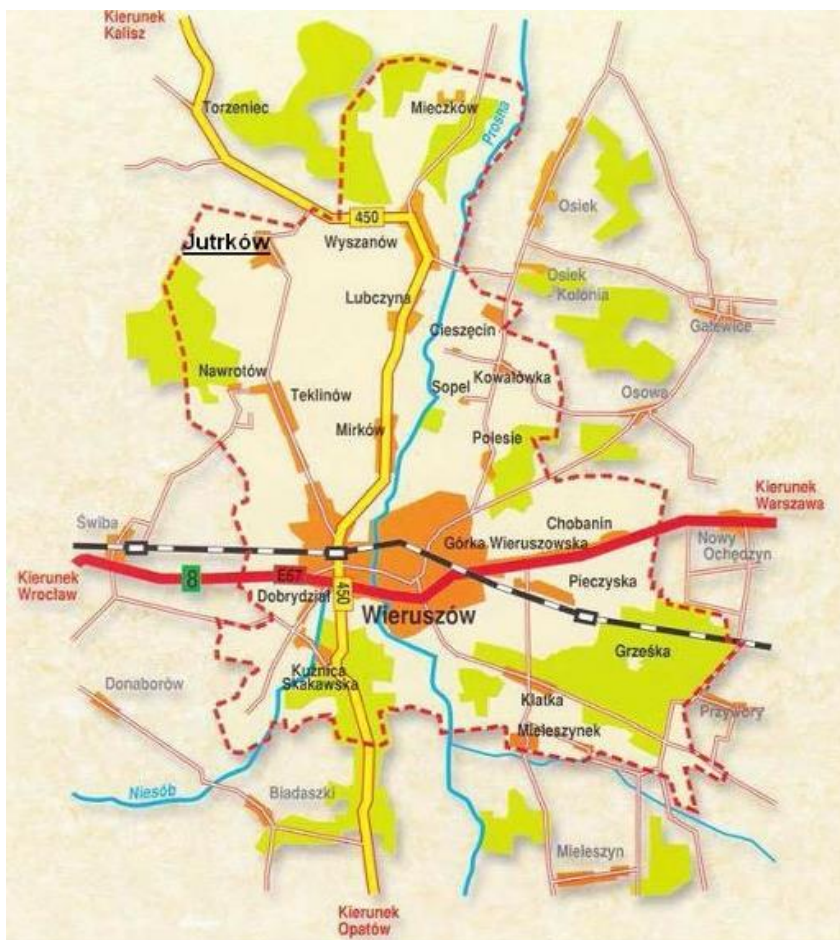 Kierunek
Kalisz
Torzeniec
Mieczków
Prosna
Osiek
450
Jutrków
Wyszanów
Osiek
- Kolonia
Lubczyna
Galewice
Cieszęcin
Nawrotów
Teklinów
Sopel
Kowalówka
Osowa
Mirków
Polesie
Kierunek
Warszawa
Świba
Chobanin
Górka Wieruszowska
Nowy
Ochędzyn
Kierunek
Wrocław
8
E67
Pieczyska
Dobrydział
450
Wieruszów
Grześka
Kuźnica
Skakawska
Donaborów
Klatka
Przywory
Mieleszynek
Niesób
Biadaszki
Mieleszyn
Kierunek
Opatów